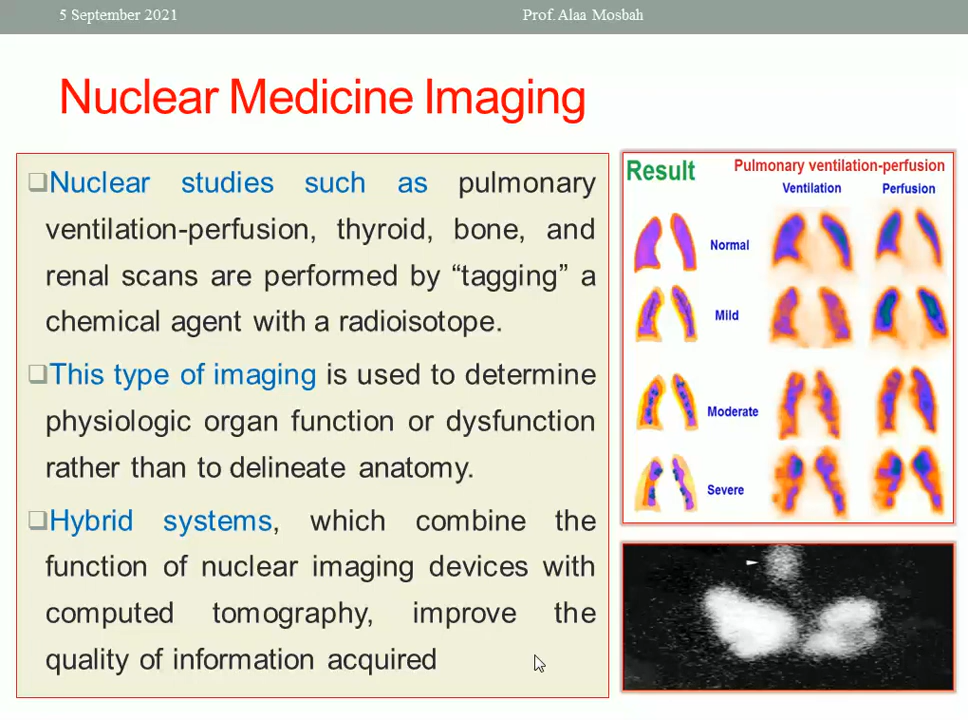 5 September 2021
Prof. Alaa Mosbah
Nuclear Medicine Imaging
Nuclear studies such as pulmonary
ventilation-perfusion, thyroid, bone, and
renal scans are performed by “tagging” a
chemical agent with a radioisotope.
This type of imaging is used to determine
physiologic organ function or dysfunction
rather than to delineate anatomy.
Hybrid systems, which combine the
function of nuclear imaging devices with
computed tomography, improve the
quality of information acquired
Result
Pulmonary ventilation-perfusion
Ventilation
Perfusion
Normal
Mild
Moderate
Severe